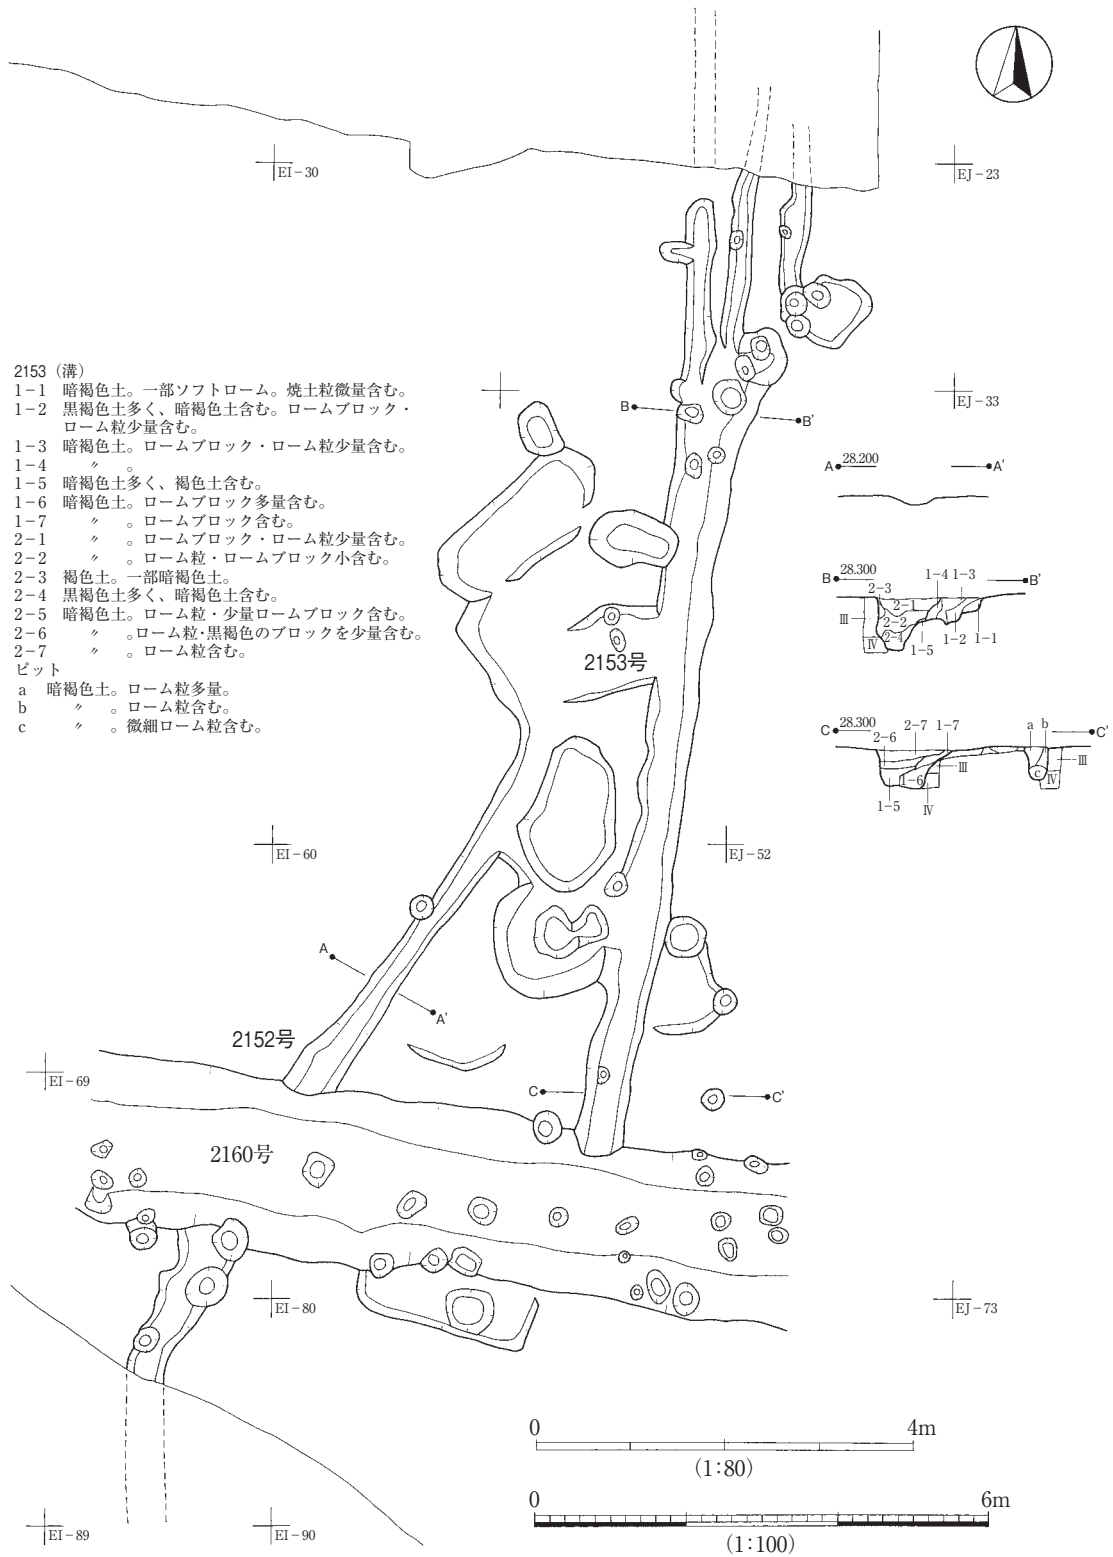 EI-30
EJ-23
2153（溝）
1-1 暗褐色土。一部ソフトローム。焼土粒微量含む。
1-2 黒褐色土多く、暗褐色土含む。ロームブロック・
ローム粒少量含む。
1-3 暗褐色土。ロームブロック・ローム粒少量含む。
1-4 〃 。
1-5 暗褐色土多く、褐色土含む。
1-6 暗褐色土。ロームブロック多量含む。
1-7 〃 。ロームブロック含む。
2-1 〃 。ロームブロック・ローム粒少量含む。
2-2 〃 。ローム粒・ロームブロック小含む。
2-3 褐色土。一部暗褐色土。
2-4 黒褐色土多く、暗褐色土含む。
2-5 暗褐色土。ローム粒・少量ロームブロック含む。
2-6 〃 。ローム粒・黒褐色のブロックを少量含む。
2-7 〃 。ローム粒含む。
ピット
a 暗褐色土。ローム粒多量。
b 〃 。ローム粒含む。
c 〃 。微細ローム粒含む。
B
B'
EJ-33
A 28.200 A'
B 28.300 B'
2-3 1-4 1-3
2-1
Ⅲ 2-2
2-4
Ⅳ 1-5 1-2 1-1
2153号
C 28.300 C'
2-6 2-7 1-7 a b
Ⅲ Ⅲ
1-6 c Ⅳ
1-5 Ⅳ
EI-60
EJ-52
A
A'
2152号
EI-69
C
C'
2160号
EI-80
EJ-73
0 4m
(1:80)
0 6m
(1:100)
EI-89
EI-90